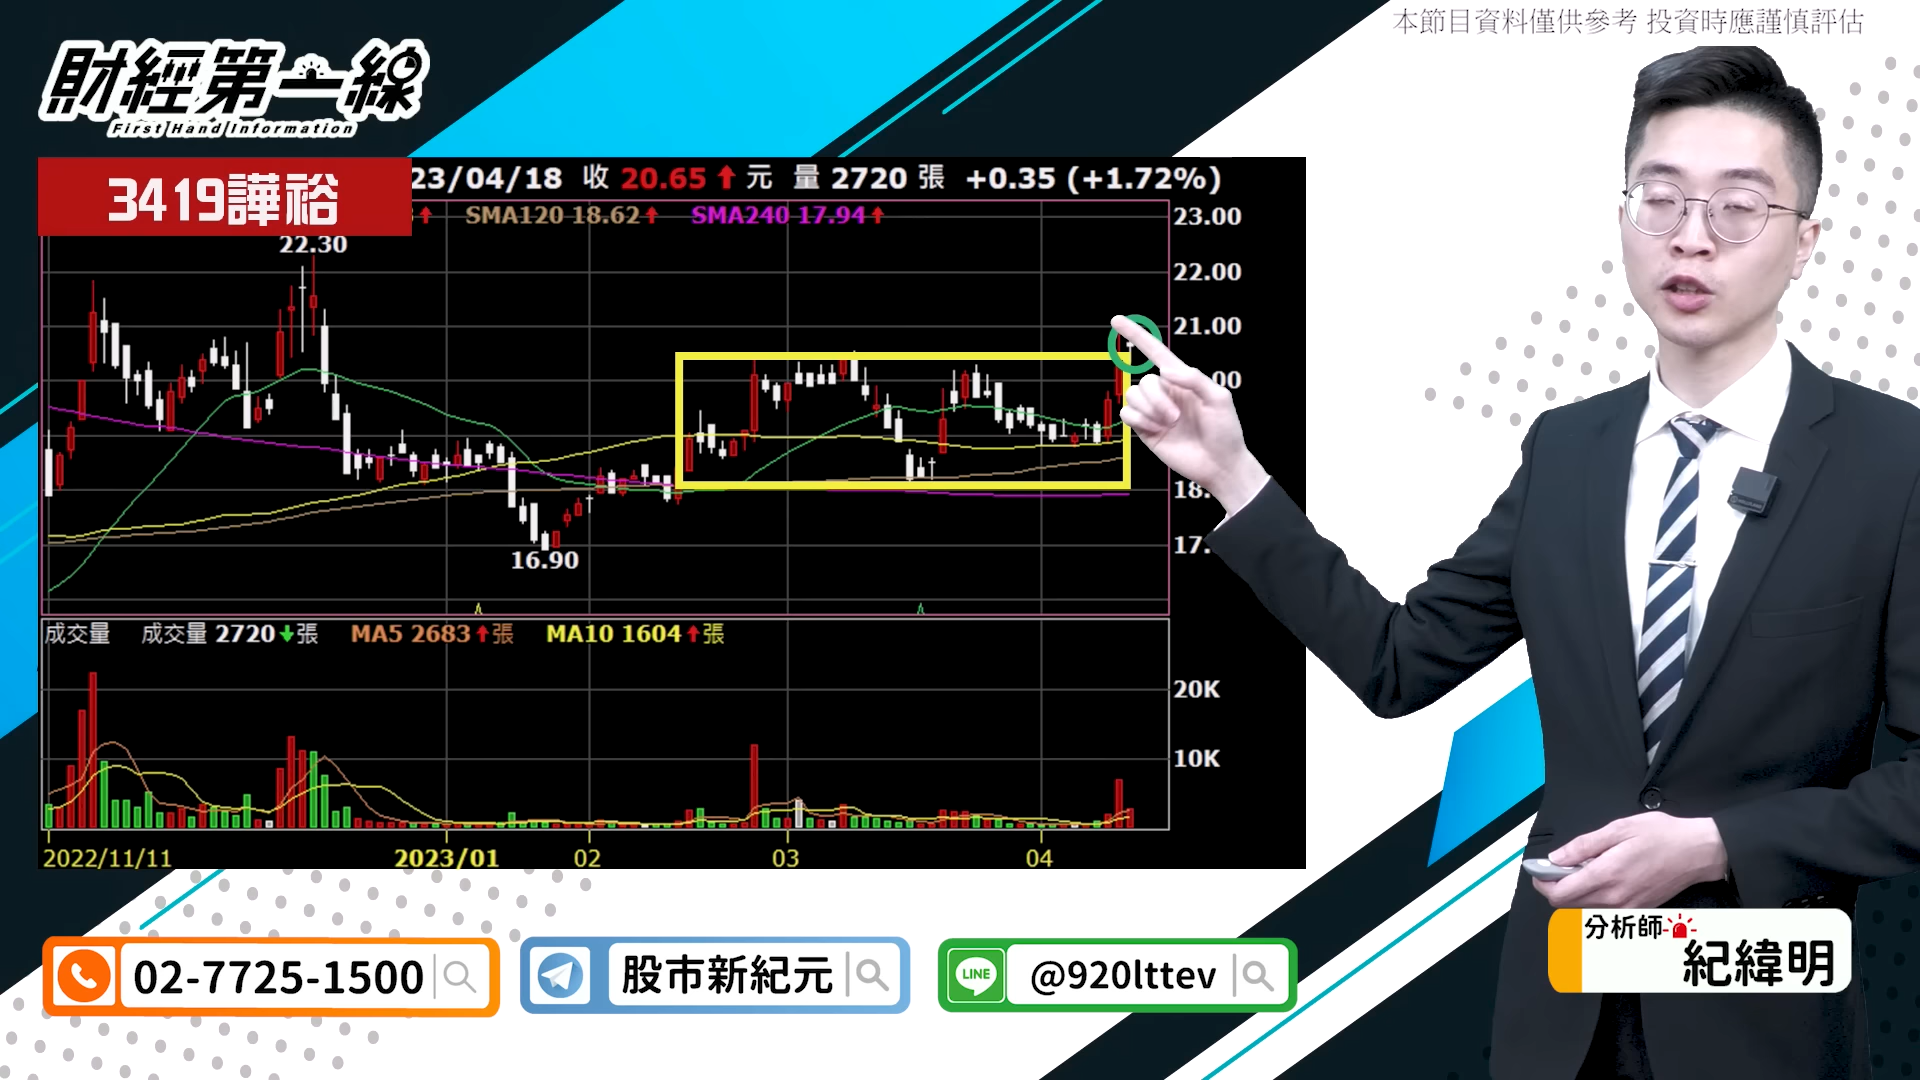 本節目資料僅供參考 投資時應謹慎評估
財經第一線
First Hand Information
3419譁裕
23/04/18 收 20.65 元 量 2720 張 +0.35 (+1.72%)
SMA120 18.62 SMA240 17.94
23.00
22.30
22.00
21.00
.00
18.
17.
16.90
成交量 成交量 2720 張 MA5 2683 張 MA10 1604 張
20K
10K
2022/11/11 2023/01 02 03 04
分析師
紀緯明
02-7725-1500
股市新紀元
LINE
@920lttev